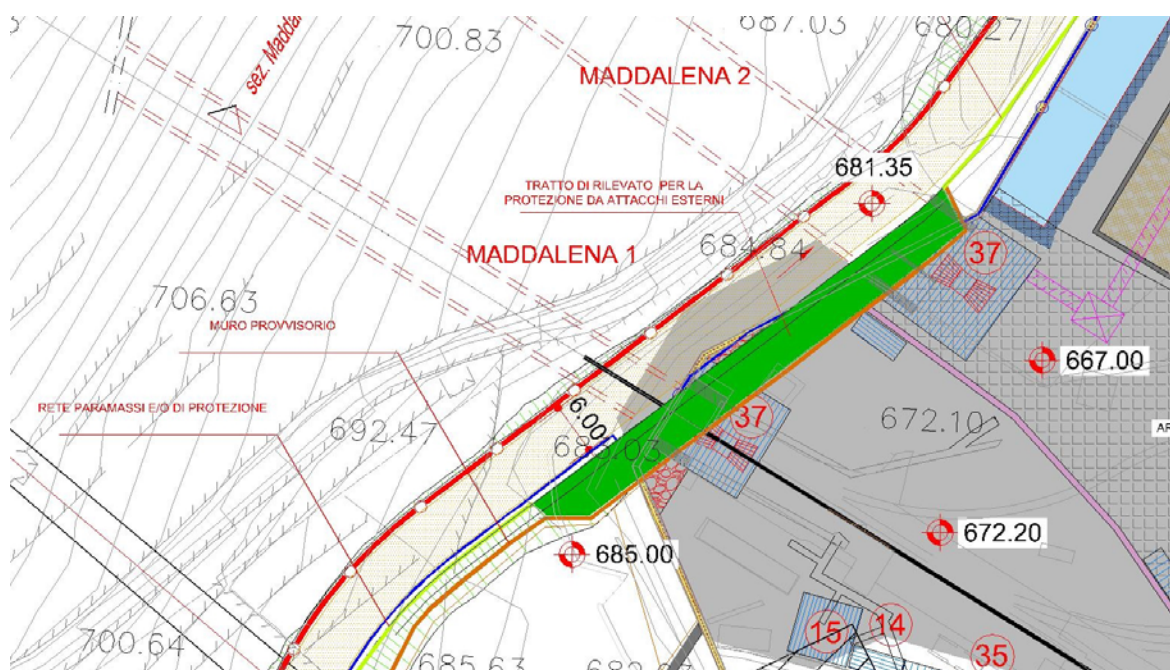 700.83
687.03
680.27
sez. Madda
MADDALENA 2
681.35
TRATTO DI RILEVATO PER LA
PROTEZIONE DA ATTACCHI ESTERNI
MADDALENA 1
684.84
37
706.63
MURO PROVVISORIO
667.00
RETE PARAMASSI E/O DI PROTEZIONE
692.47
6.00
37
672.10
AR
685.00
672.20
700.64
685.63
15
14
35